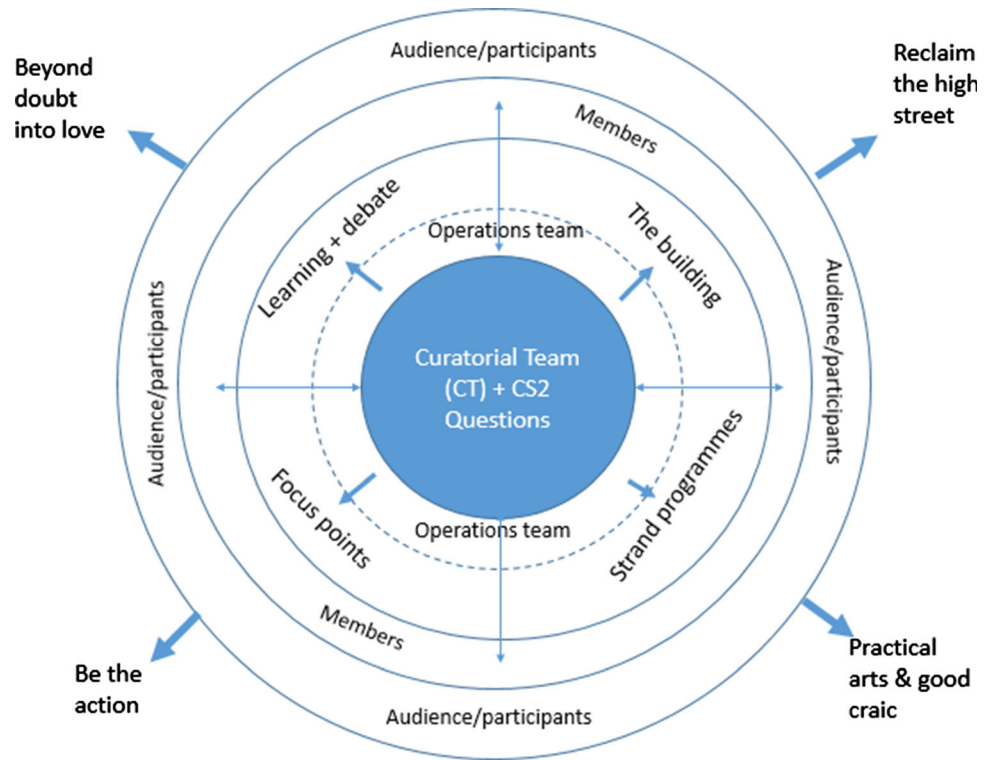 Audience/participants
Beyond
doubt
into love
Reclaim
the high
street
Members
Learning + debate
The building
Operations team
Audience/participants
Audience/participants
Curatorial Team
(CT) + CS2
Questions
Focus points
Strand programmes
Operations team
Members
Be the
action
Practical
arts & good
craic
Audience/participants